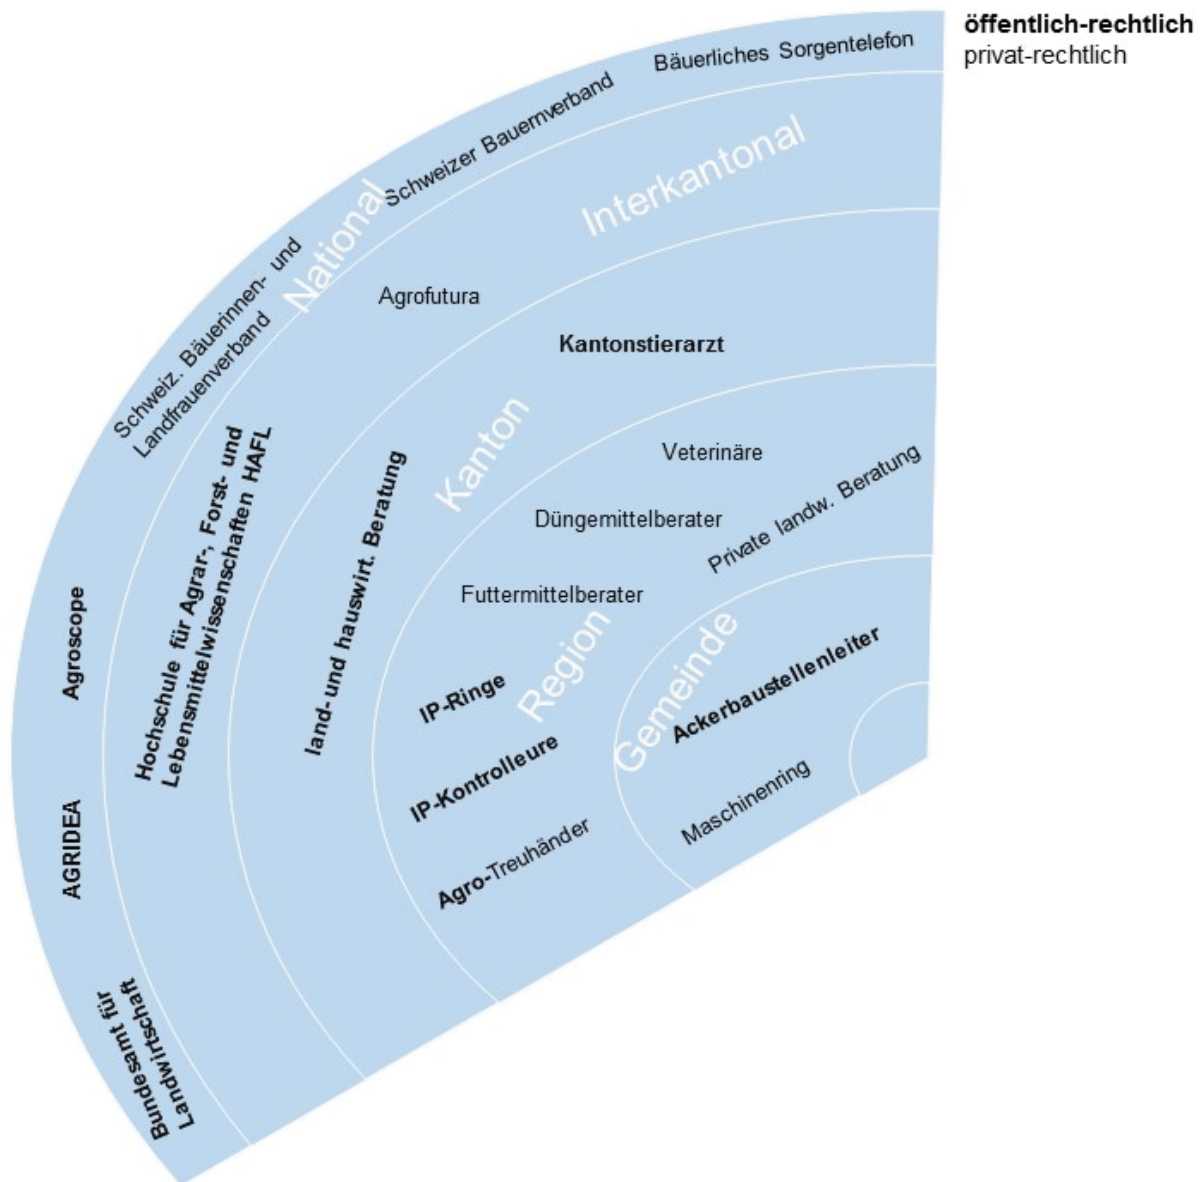 öffentlich-rechtlich
privat-rechtlich
Bäuerliches Sorgentelefon
Schweizer Bauernverband
National
Schweiz. Bäuerinnen- und
Landfrauenverband
Agroscope
AGRIDEA
Bundesamt für
Landwirtschaft
Interkantonal
Agrofutura
Hochschule für Agrar-, Forst- und
Lebensmittelwissenschaften HAFL
Kanton
Kantonstierarzt
land- und hauswirt. Beratung
Region
Veterinäre
Düngemittelberater
Private landw. Beratung
Futtermittelberater
IP-Ringe
IP-Kontrolleure
Agro-Treuhänder
Gemeinde
Ackerbaustellenleiter
Maschinenring